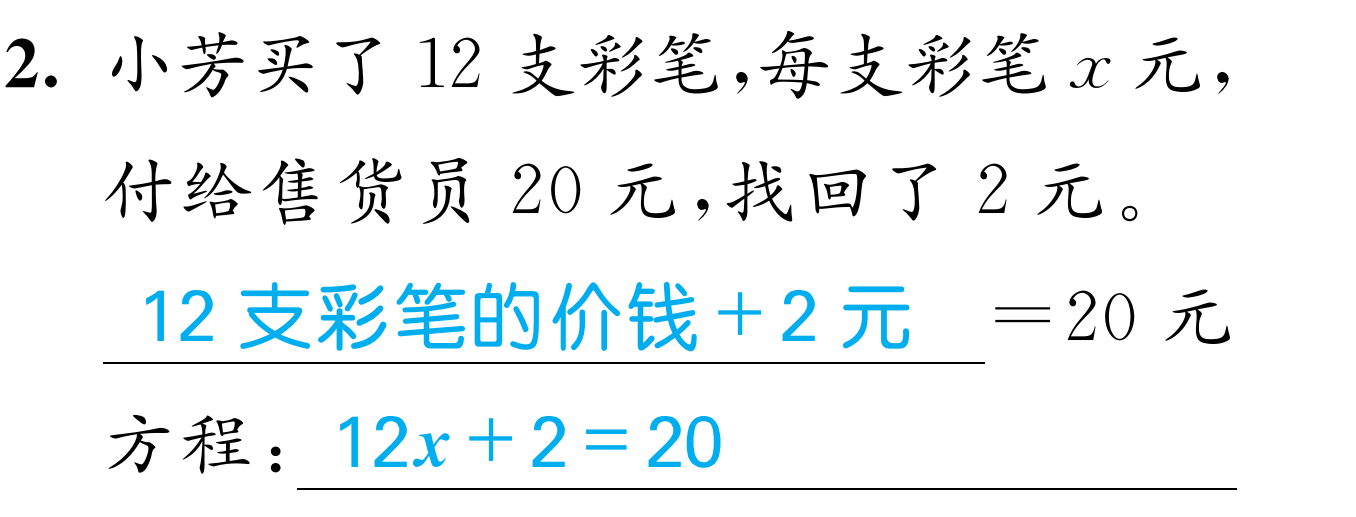 2. 小芳买了 12 支彩笔,每支彩笔 x 元,
付给售货员 20 元,找回了 2 元。
12 支彩笔的价钱+2 元 =20 元
方程: 12x+2=20